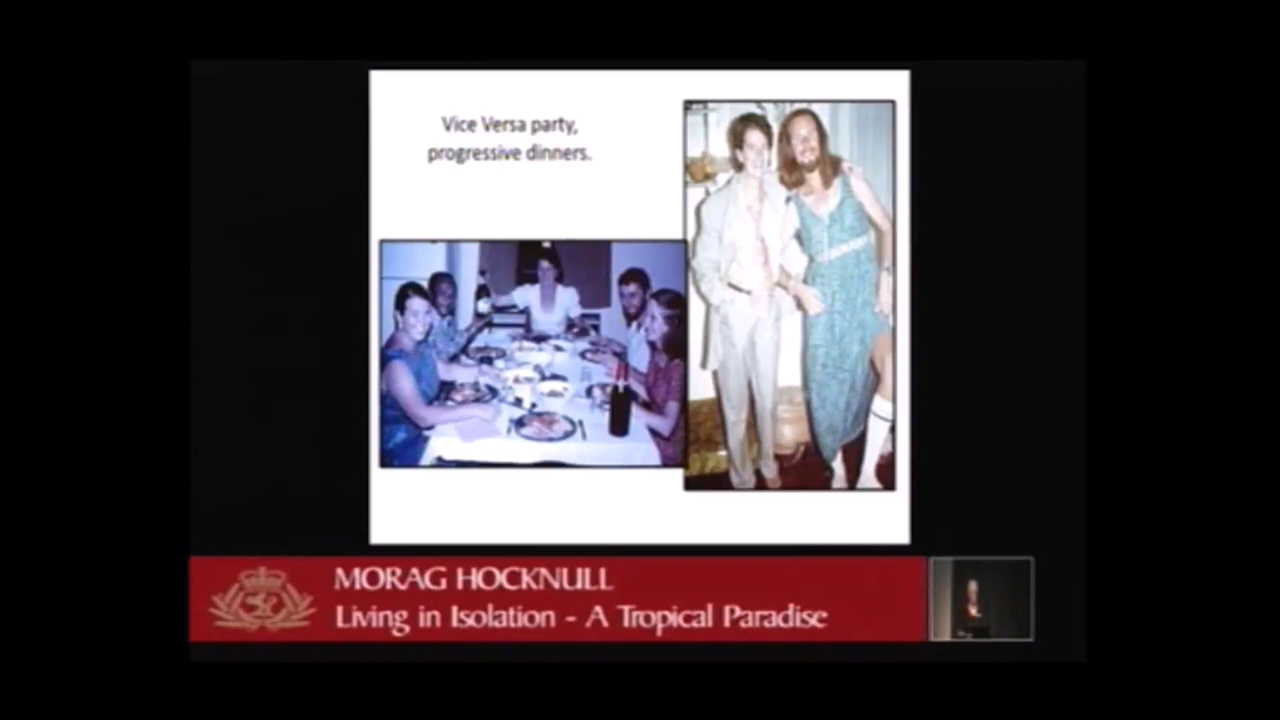 Vice Versa party,
progressive dinners.
MORAG HOCKNULL
Living in Isolation - A Tropical Paradise